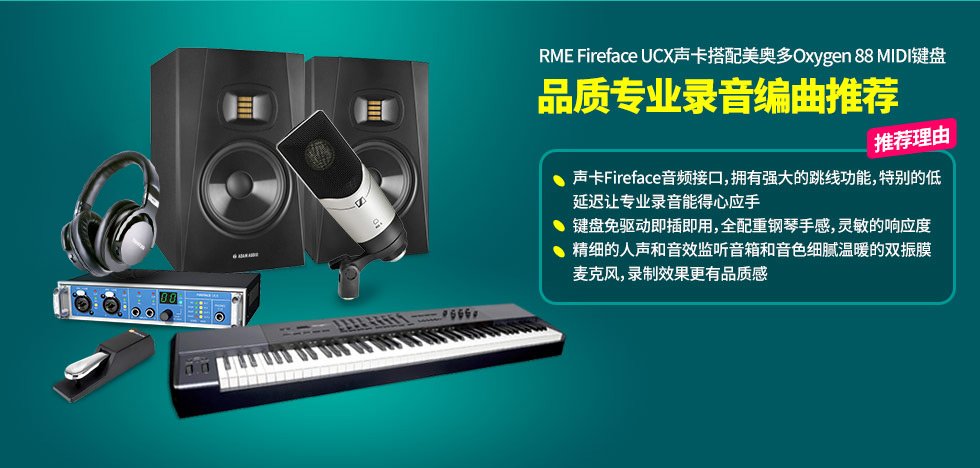 RME Fireface UCX声卡搭配美奥多Oxygen 88 MIDI键盘
品质专业录音编曲推荐
推荐理由
声卡Fireface音频接口,拥有强大的跳线功能,特别的低
延迟让专业录音能得心应手
键盘免驱动即插即用,全配重钢琴手感,灵敏的响应度
精细的人声和音效监听音箱和音色细腻温暖的双振膜
麦克风,录制效果更有品质感
ADAM AUDIO